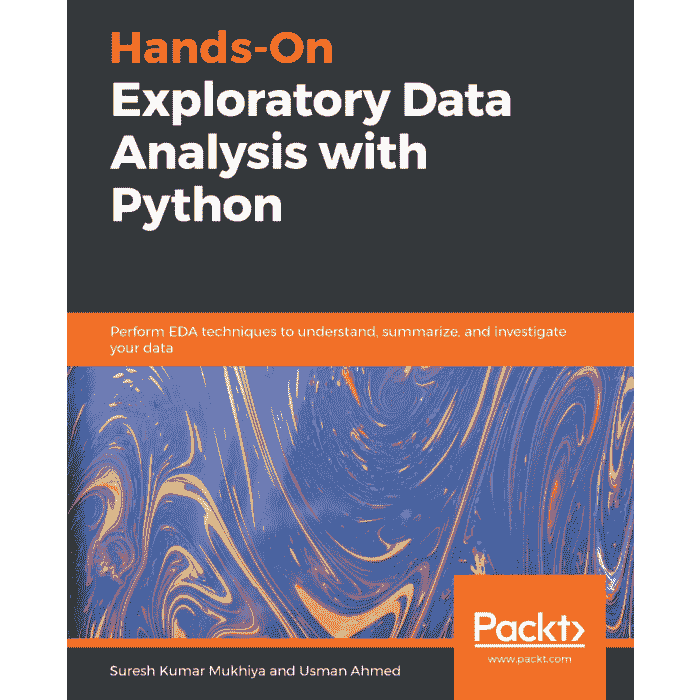 Hands-On
Exploratory Data
Analysis with
Python
Perform EDA techniques to understand, summarize, and investigate
your data
Packt>
www.packt.com
Suresh Kumar Mukhiya and Usman Ahmed